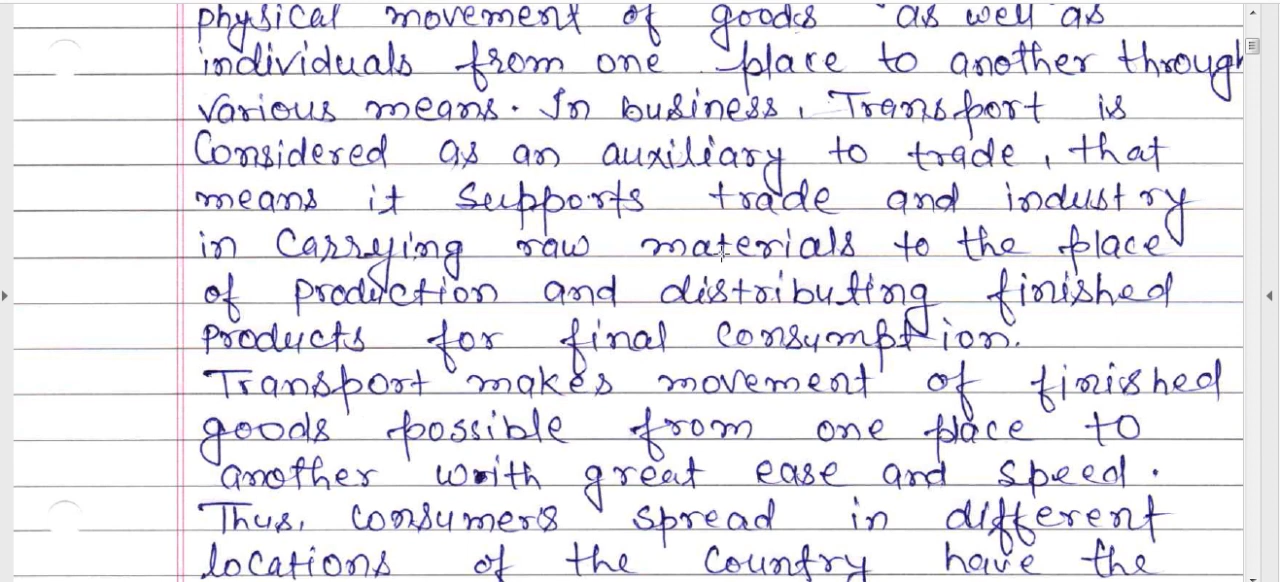 physical movement of goods as well as
individuals from one place to another through
various means. In business, Transport is
Considered as an auxiliary to trade, that
means it supports trade and industry
in carrying raw materials to the place
of production and distributing finished
products for final consumption.
Transport makes movement of finished
goods possible from one place to
another with great ease and speed.
Thus, consumers spread in different
locations of the country have the